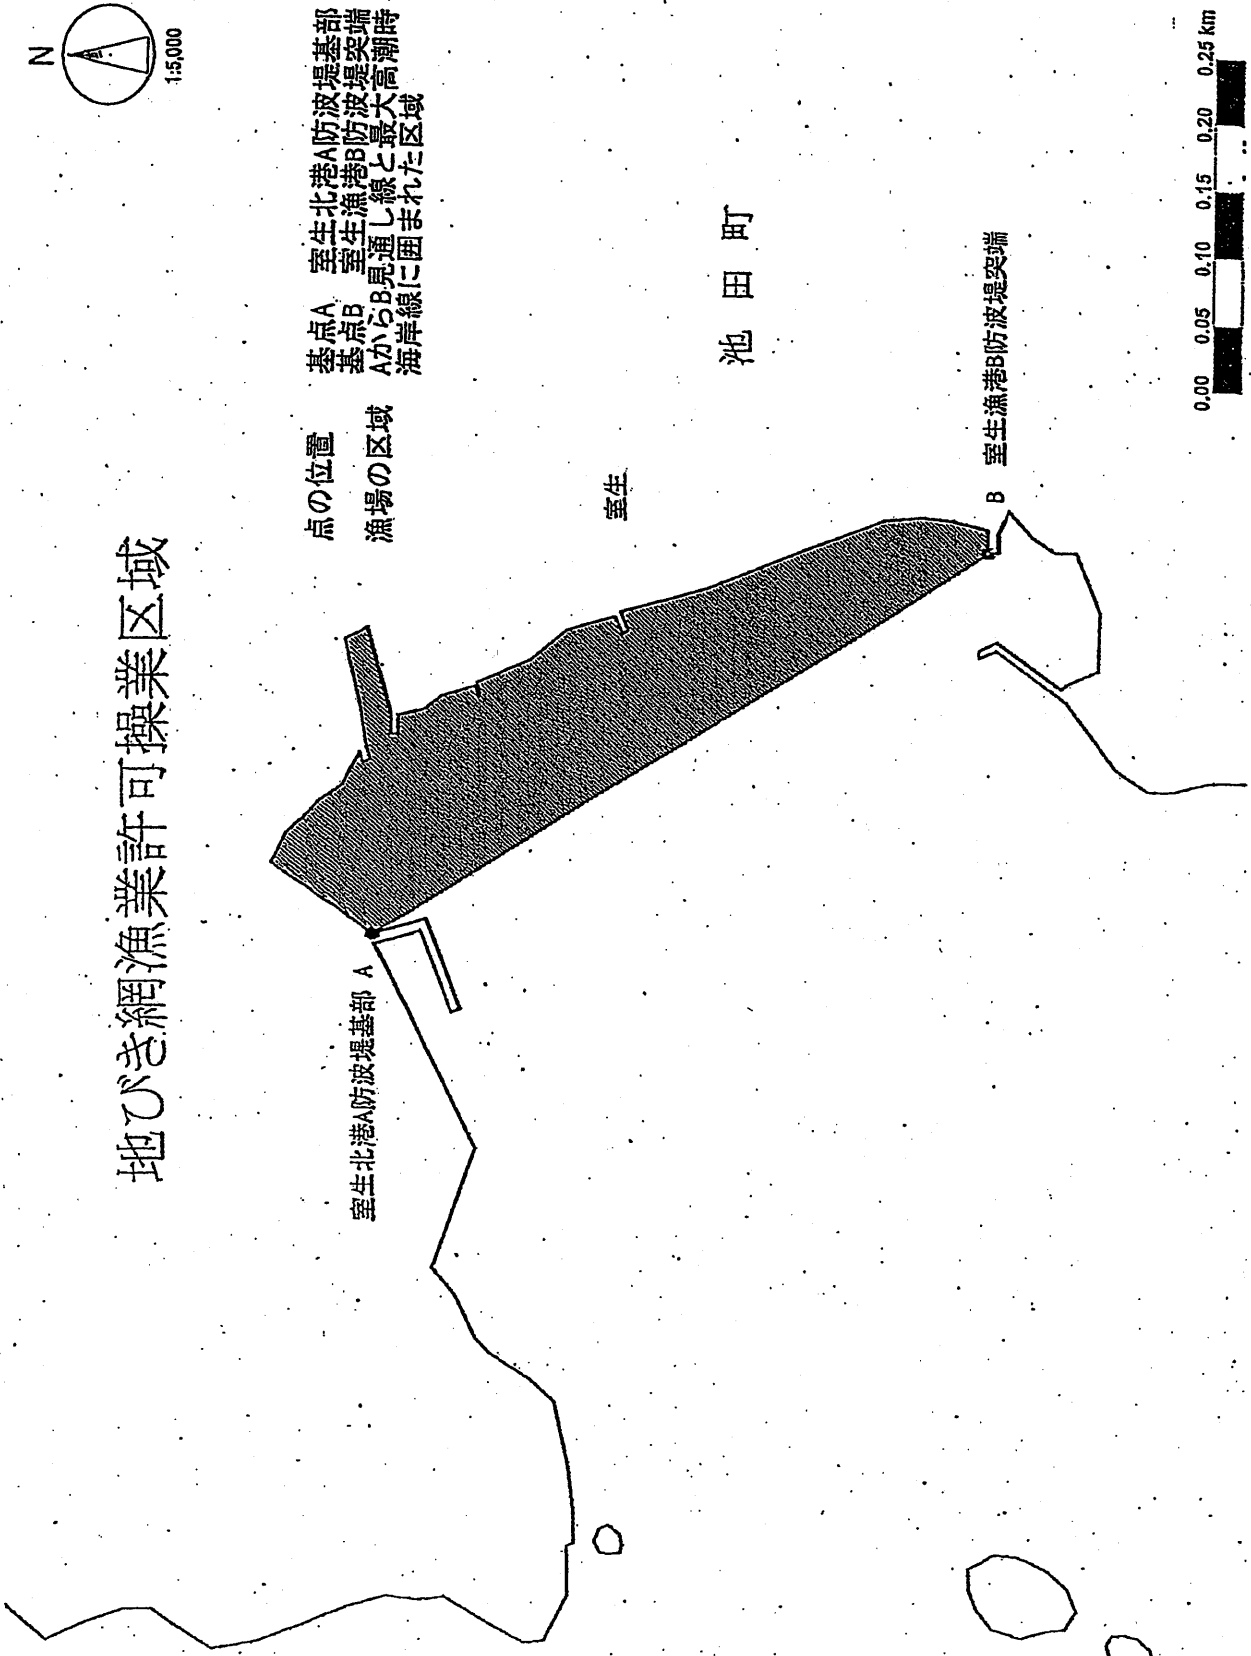 地びき網漁業許可操業区域
N
1:5,000
点の位置 基点A 室生北港A防波堤基部
基点B 室生漁港B防波堤突端
漁場の区域 AからB見通し線と最大高潮時
海岸線に囲まれた区域
室生北港A防波堤基部 A
室生
池田町
B 室生漁港B防波堤突端
0.00 0.05 0.10 0.15 0.20 0.25 km